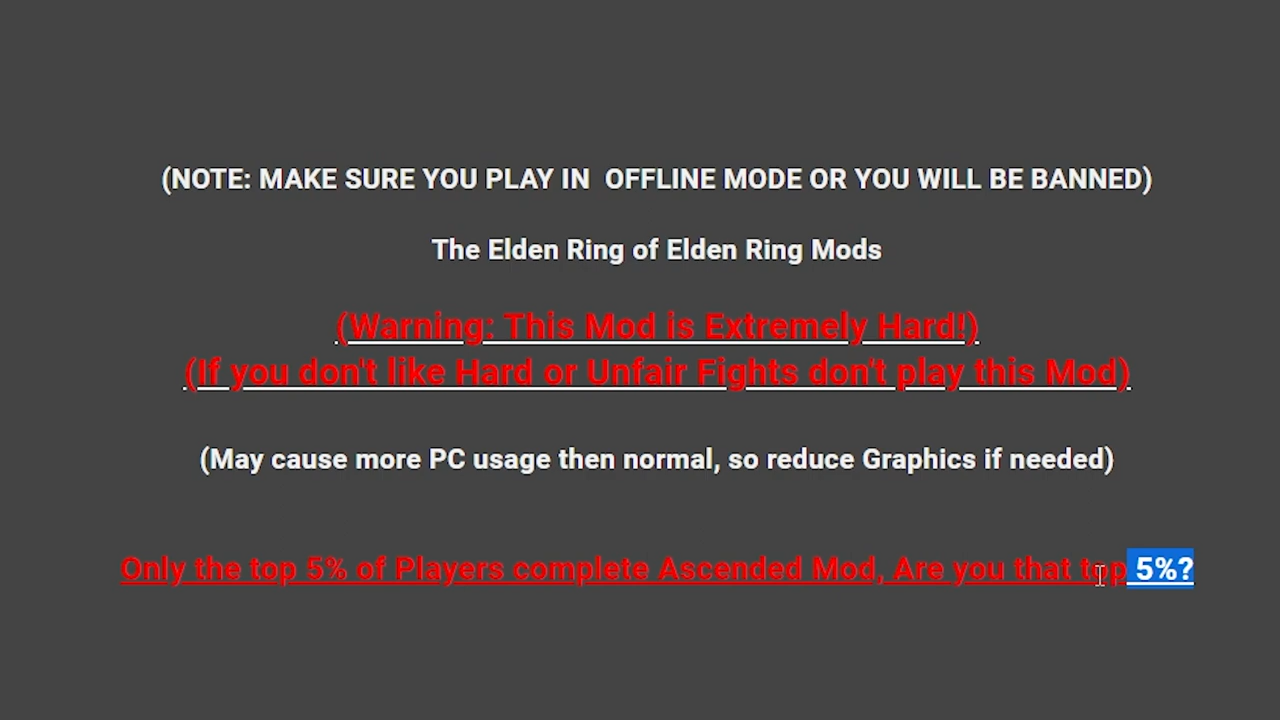 (NOTE: MAKE SURE YOU PLAY IN  OFFLINE MODE OR YOU WILL BE BANNED)
The Elden Ring of Elden Ring Mods
(Warning: This Mod is Extremely Hard!)
(If you don't like Hard or Unfair Fights don't play this Mod)
(May cause more PC usage then normal, so reduce Graphics if needed)
Only the top 5% of Players complete Ascended Mod, Are you that top 5%?